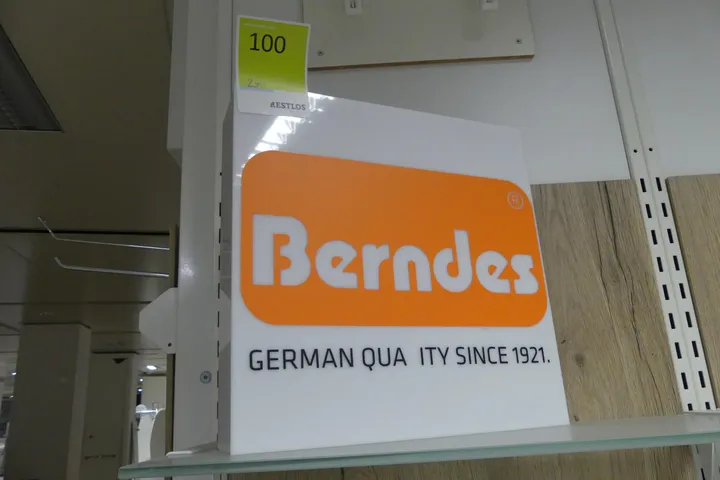 100
RESTLOS
Berndes ®
GERMAN QUA ITY SINCE 1921.